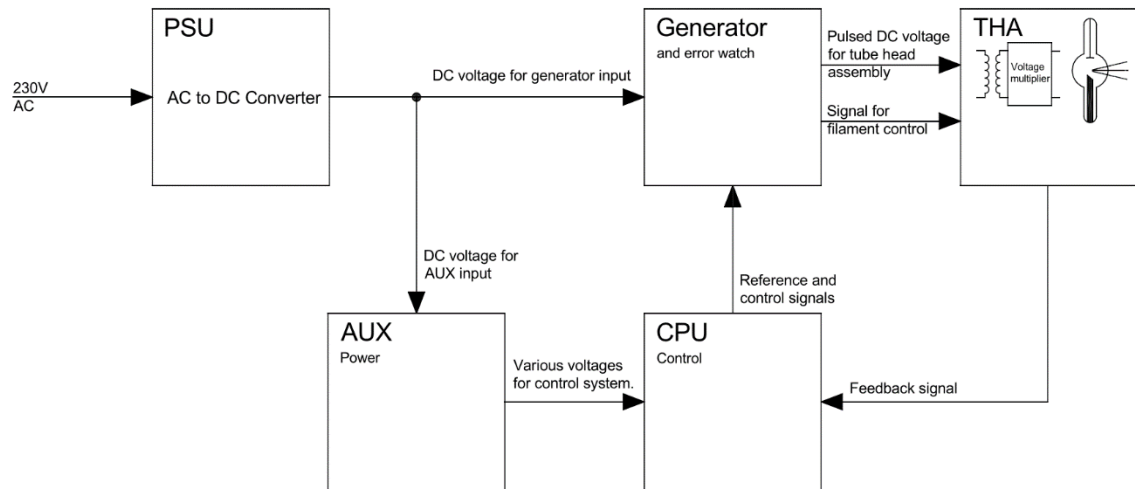 PSU
AC to DC Converter
230V
AC
DC voltage for generator input
Generator
and error watch
Pulsed DC voltage
for tube head
assembly
Signal for
filament control
THA
Voltage
multiplier
DC voltage for
AUX input
Reference and
control signals
AUX
Power
Various voltages
for control system.
CPU
Control
Feedback signal